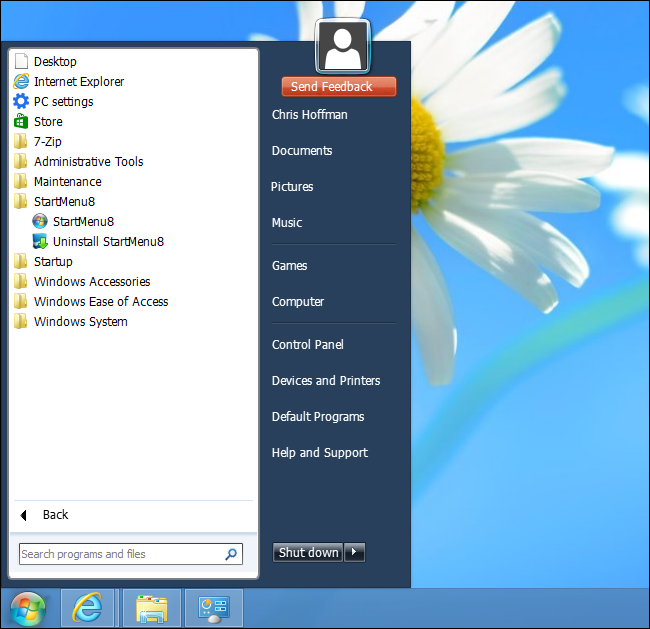 Desktop
Internet Explorer
PC settings
Store
7-Zip
Administrative Tools
Maintenance
StartMenu8
StartMenu8
Uninstall StartMenu8
Startup
Windows Accessories
Windows Ease of Access
Windows System
Back
Search programs and files
Send Feedback
Chris Hoffman
Documents
Pictures
Music
Games
Computer
Control Panel
Devices and Printers
Default Programs
Help and Support
Shut down